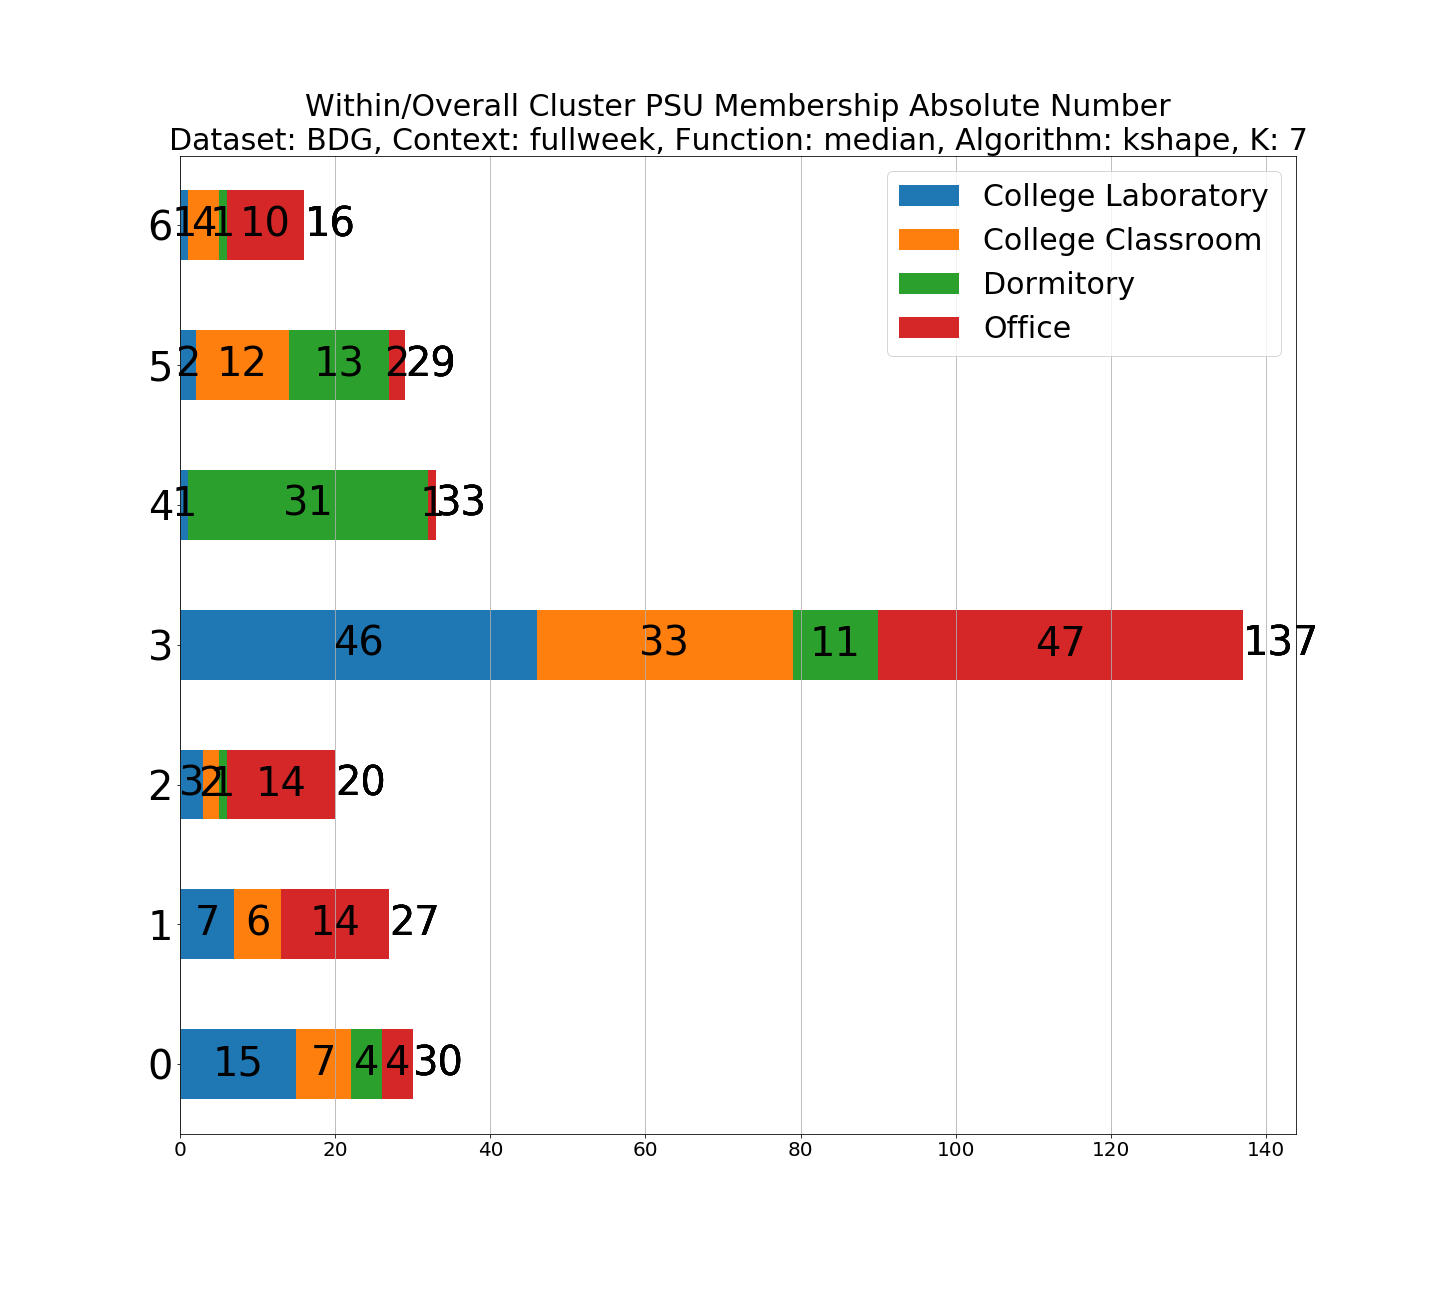 Within/Overall Cluster PSU Membership Absolute Number
Dataset: BDG, Context: fullweek, Function: median, Algorithm: kshape, K: 7
College Laboratory
College Classroom
Dormitory
Office
6 1 4 1 10 16
5 2 12 13 2 29
4 1 31 1 33
3 46 33 11 47 137
2 3 2 1 14 20
1 7 6 14 27
0 15 7 4 4 30
0 20 40 60 80 100 120 140